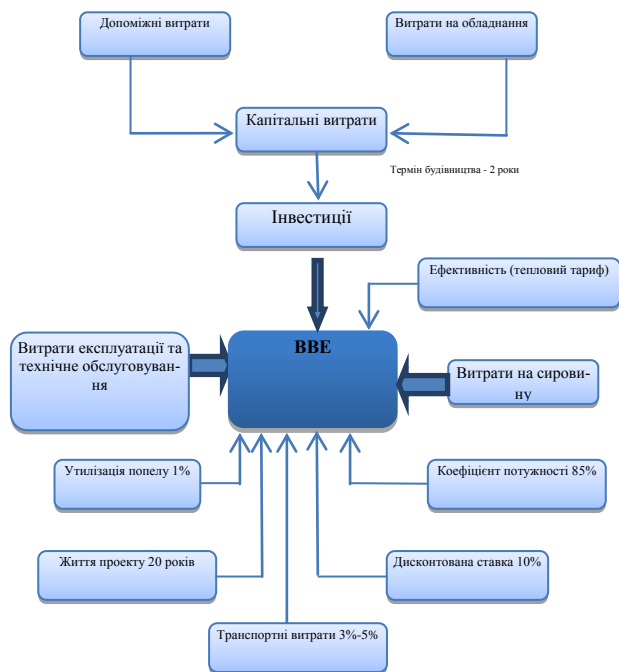 Допоміжні витрати
Витрати на обладнання
Капітальні витрати
Термін будівництва - 2 роки
Інвестиції
Ефективність (тепловий тариф)
ВВЕ
Витрати експлуатації та
технічне обслуговуван-
ня
Витрати на сирови-
ну
Утилізація попелу 1%
Коефіцієнт потужності 85%
Життя проекту 20 років
Дисконтована ставка 10%
Транспортні витрати 3%-5%